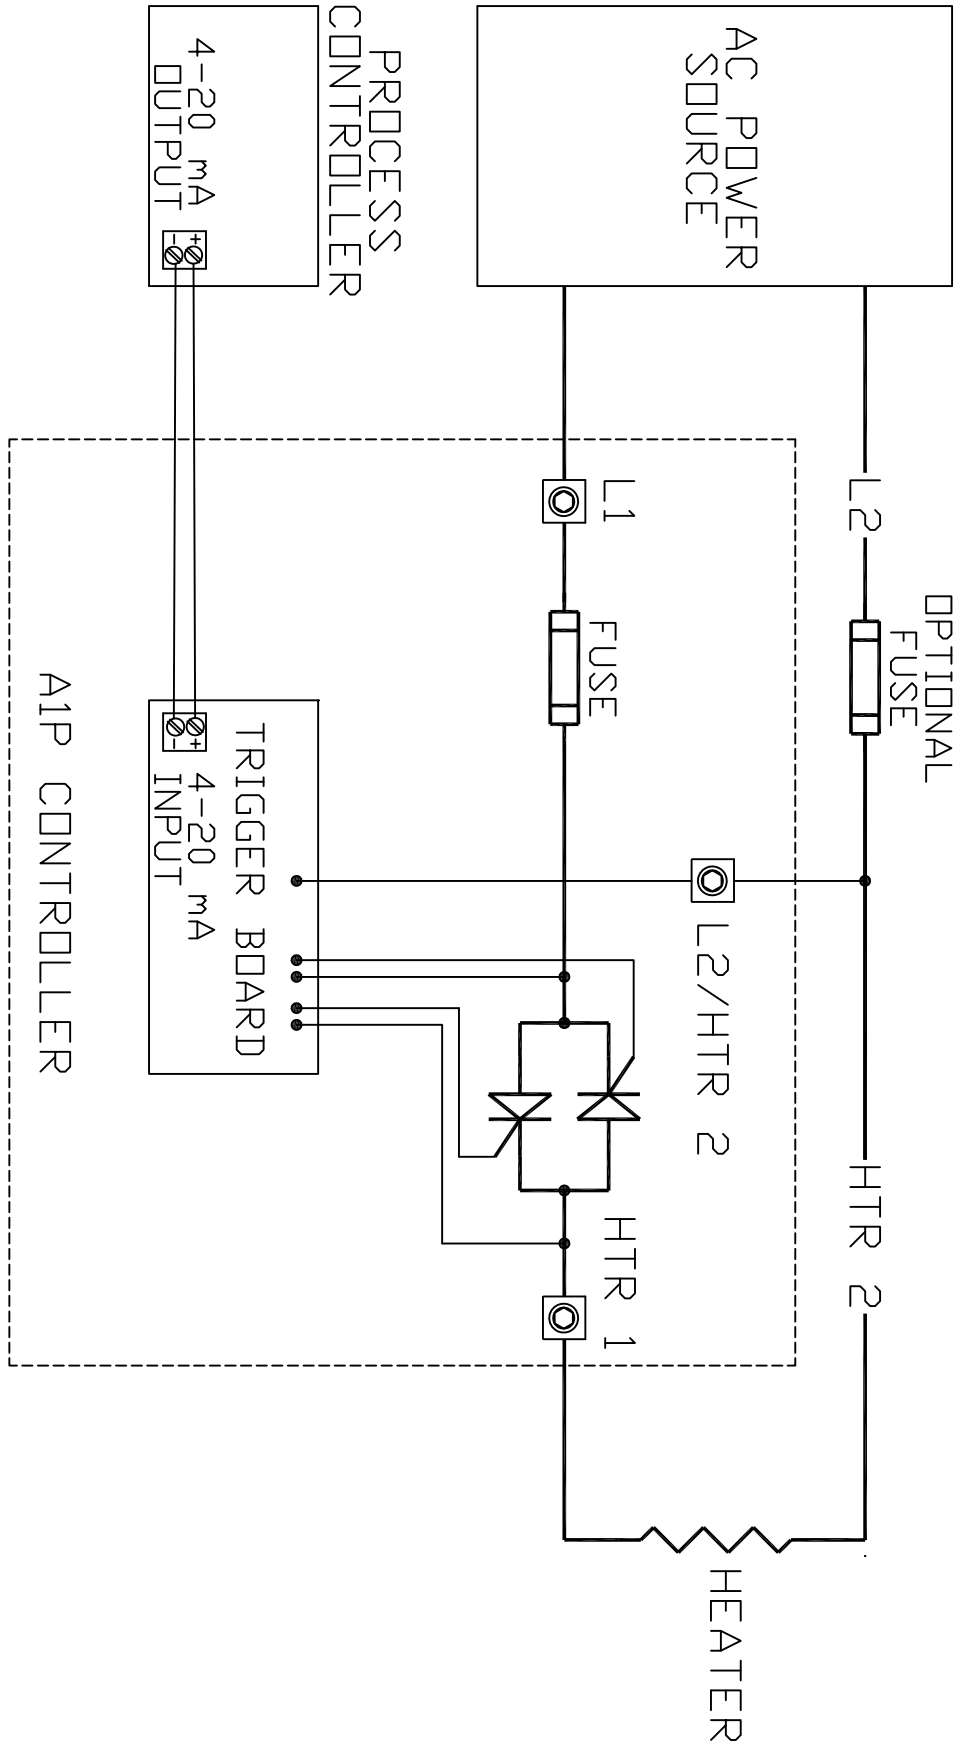 AC POWER
SOURCE
L2
OPTIONAL
FUSE
HTR 2
HEATER
L2/HTR 2
L1
FUSE
HTR 1
PROCESS
CONTROLLER
4-20 mA
OUTPUT
+
-
TRIGGER BOARD
+
-
4-20 mA
INPUT
A1P CONTROLLER